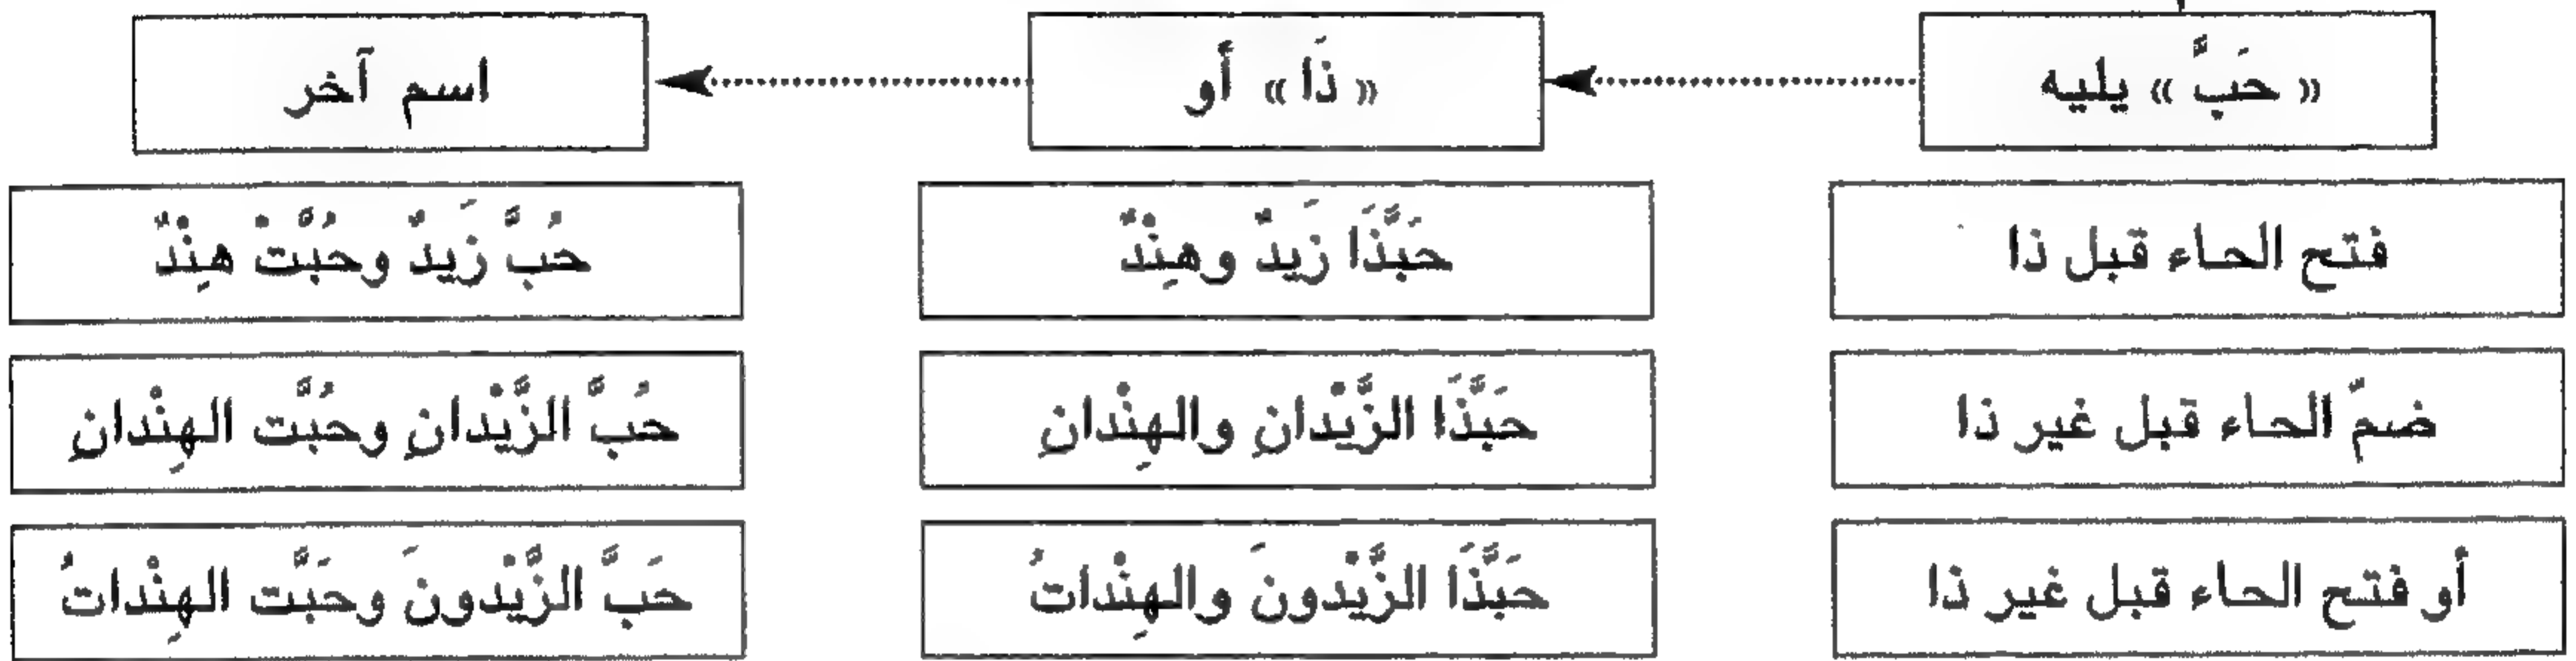 « حَبَّ » يليه
« ذَا » أو
اسم آخر
فتح الحاء قبل ذا
حَبَّذَا زَيدٌ وهِنْدٌ
حُبَّ زَيدٌ وحُبَّتْ هِنْدٌ
ضمّ الحاء قبل غير ذا
حَبَّذَا الزَّيْدانِ والهِنْدانِ
حُبَّ الزَّيْدانِ وحُبَّت الهِنْدانِ
أو فتح الحاء قبل غير ذا
حَبَّذَا الزَّيْدونَ والهِنْداتُ
حَبَّ الزَّيْدونَ وحَبَّت الهِنْداتُ